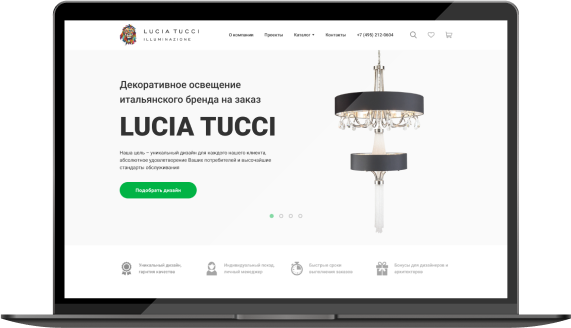 LUCIA TUCCI
ILLUMINAZIONE
О компании Проекты Каталог Контакты +7 (495) 212-8604
Декоративное освещение
итальянского бренда на заказ
LUCIA TUCCI
Наша цель – уникальный дизайн для каждого нашего клиента,
абсолютное удовлетворение Ваших потребителей и высочайшие
стандарты обслуживания
Подобрать дизайн
Уникальный дизайн,
гарантия качества
Индивидуальный подход,
личный менеджер
Быстрые сроки
выполнения заказов
Бонусы для дизайнеров и
архитекторов